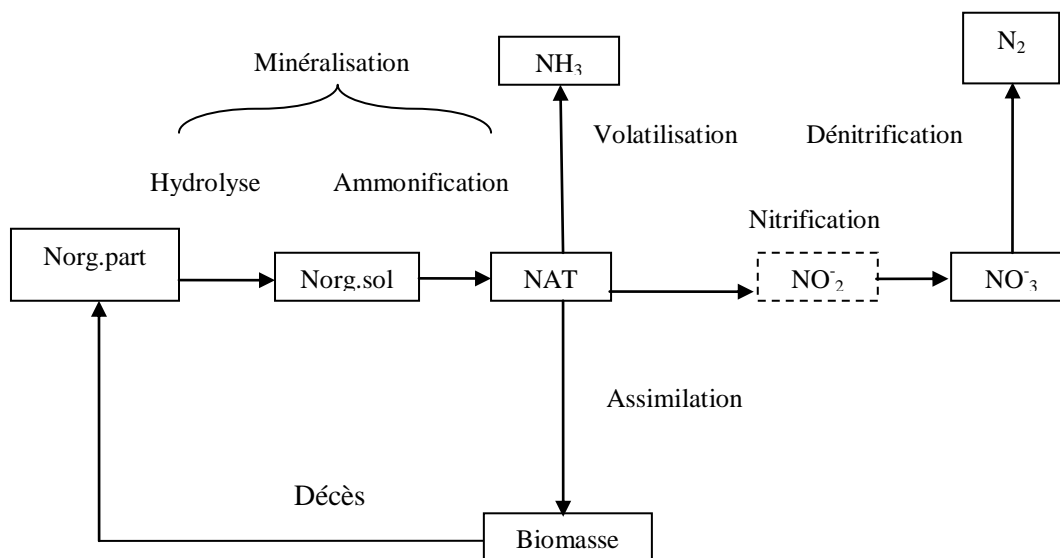 N2
NH3
Minéralisation
Volatilisation
Dénitrification
Hydrolyse
Ammonification
Nitrification
Norg.part
Norg.sol
NAT
NO-2
NO-3
Assimilation
Décès
Biomasse